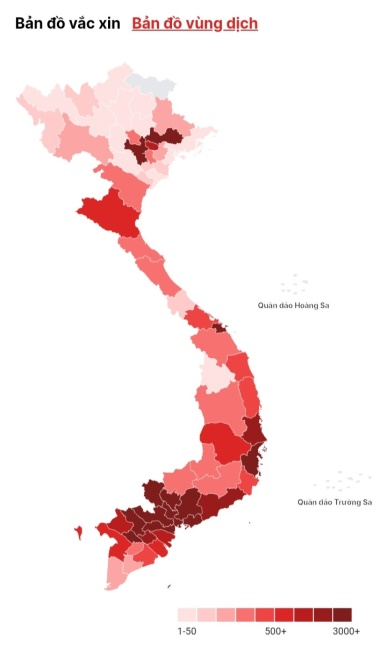 Bản đồ vắc xin Bản đồ vùng dịch
Quần đảo Hoàng Sa
Quần đảo Trường Sa
1-50 500+ 3000+